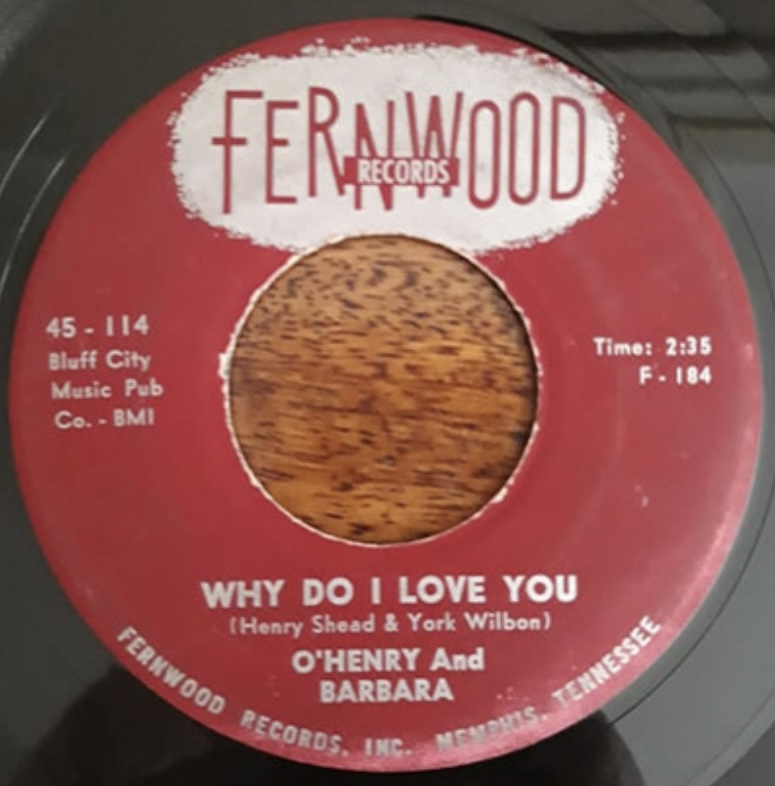 FERNWOOD
RECORDS
45 - 114
Bluff City
Music Pub
Co. - BMI
Time: 2:35
F - 184
WHY DO I LOVE YOU
(Henry Shead & York Wilbon)
O'HENRY And
BARBARA
FERNWOOD RECORDS, INC. MEMPHIS, TENNESSEE